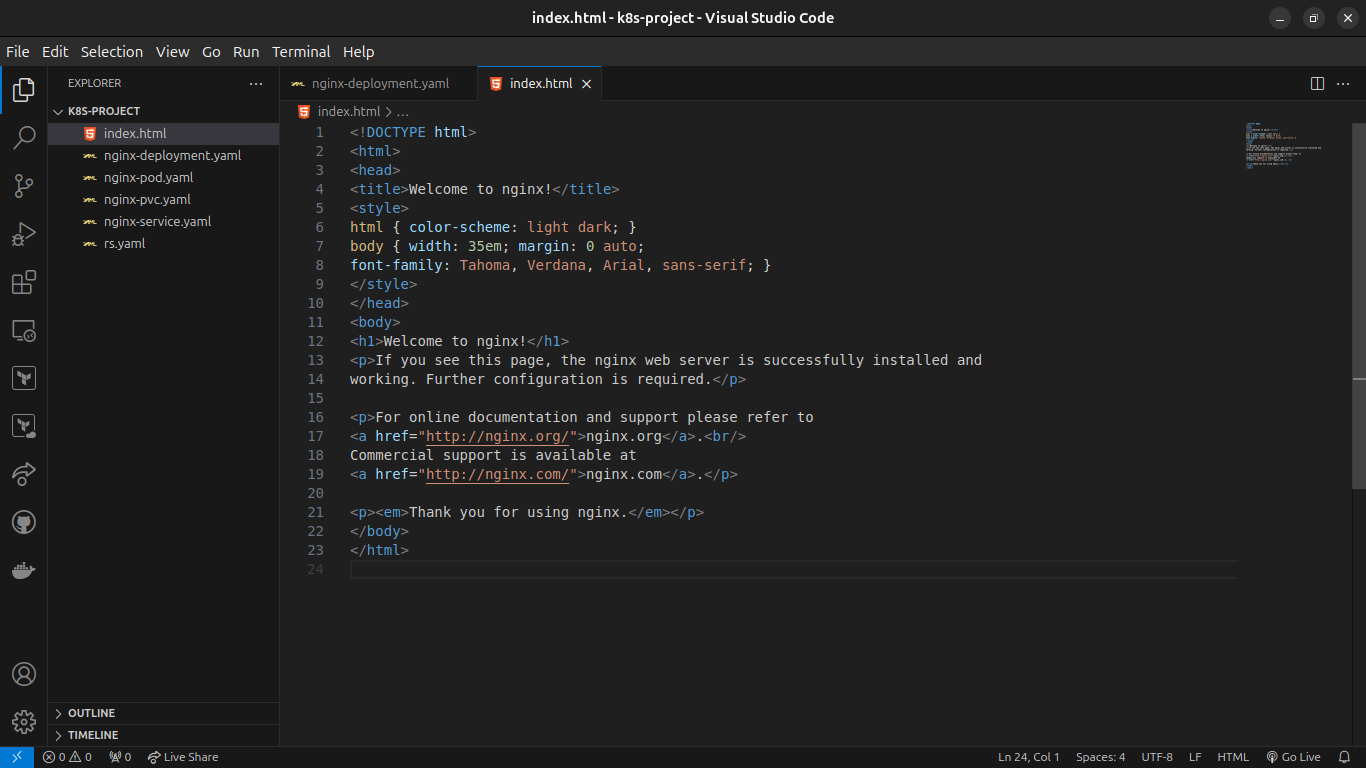 index.html - k8s-project - Visual Studio Code
File Edit Selection View Go Run Terminal Help
EXPLORER
K8S-PROJECT
index.html
nginx-deployment.yaml
nginx-pod.yaml
nginx-pvc.yaml
nginx-service.yaml
rs.yaml
OUTLINE
TIMELINE
nginx-deployment.yaml index.html
index.html > ...
1 <!DOCTYPE html>
2 <html>
3 <head>
4 <title>Welcome to nginx!</title>
5 <style>
6 html { color-scheme: light dark; }
7 body { width: 35em; margin: 0 auto;
8 font-family: Tahoma, Verdana, Arial, sans-serif; }
9 </style>
10 </head>
11 <body>
12 <h1>Welcome to nginx!</h1>
13 <p>If you see this page, the nginx web server is successfully installed and
14 working. Further configuration is required.</p>
15
16 <p>For online documentation and support please refer to
17 <a href="http://nginx.org/">nginx.org</a>.<br/>
18 Commercial support is available at
19 <a href="http://nginx.com/">nginx.com</a>.</p>
20
21 <p><em>Thank you for using nginx.</em></p>
22 </body>
23 </html>
24
0 0 0 Live Share Ln 24, Col 1 Spaces: 4 UTF-8 LF HTML Go Live